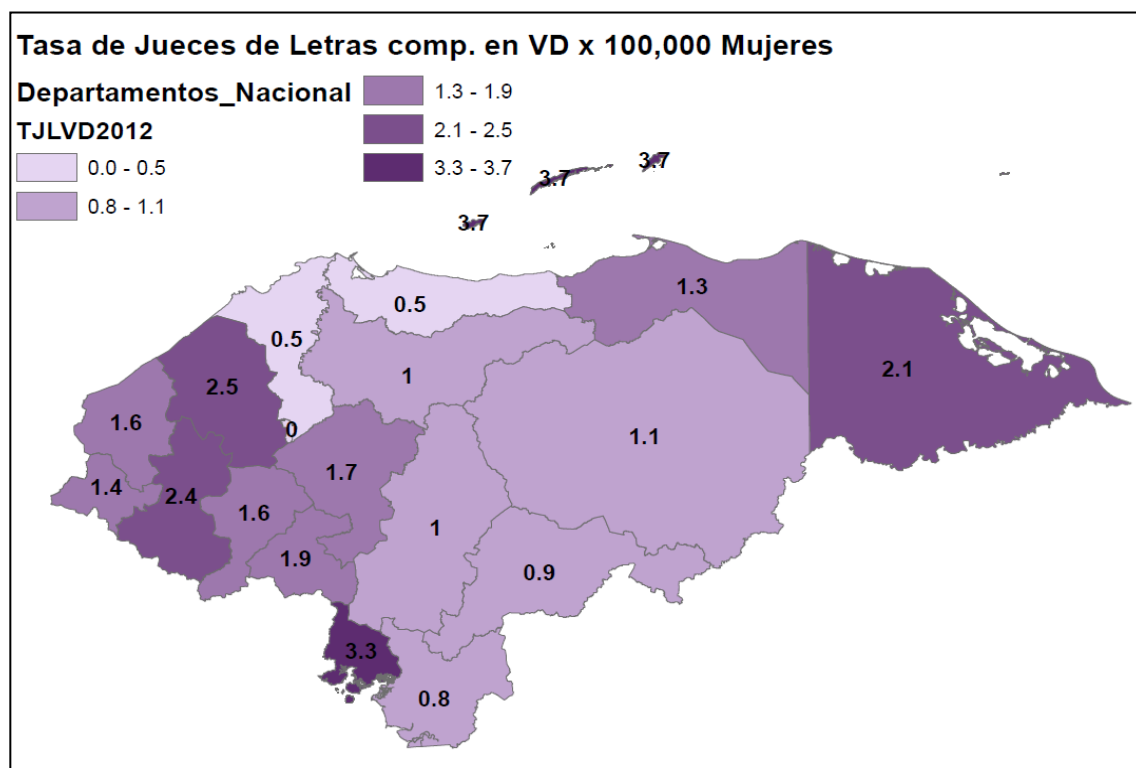 Tasa de Jueces de Letras comp. en VD x 100,000 Mujeres
Departamentos_Nacional
TJLVD2012
0.0 - 0.5
0.8 - 1.1
1.3 - 1.9
2.1 - 2.5
3.3 - 3.7
3.7
3.7
3.7
1.3
0.5
0.5
2.1
1
2.5
1.6
0
1.1
1.7
1.4
2.4
1.6
1
1.9
0.9
3.3
0.8